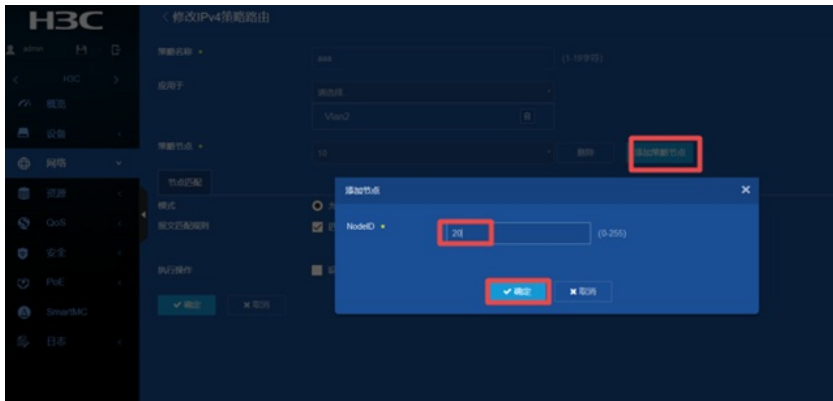 H3C
admin
H3C
概览
设备
网络
资源
QoS
安全
PoE
SmartMC
日志
修改IPv4策略路由
策略名称
aaa
(1-19字符)
应用于
请选择...
Vlan2
策略节点
10
删除
添加策略节点
节点匹配
模式
报文匹配规则
执行操作
确定
取消
添加节点
NodeID
20
(0-255)
确定
取消